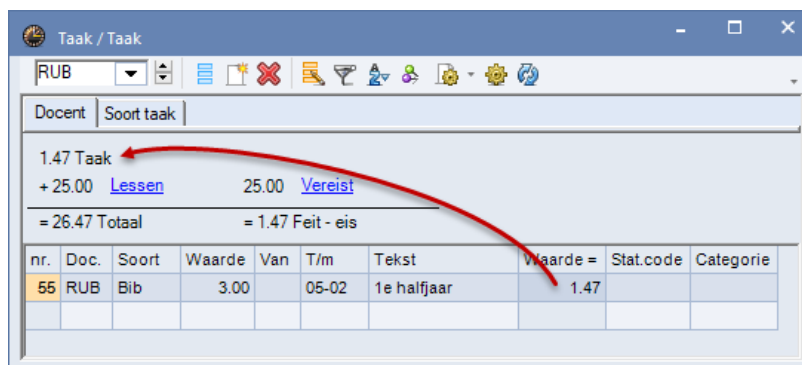 Taak / Taak
RUB
Docent Soort taak
1.47 Taak
+ 25.00 Lessen 25.00 Vereist
= 26.47 Totaal = 1.47 Feit - eis
nr. Doc. Soort Waarde Van T/m Tekst Waarde = Stat.code Categorie
55 RUB Bib 3.00 05-02 1e halfjaar 1.47